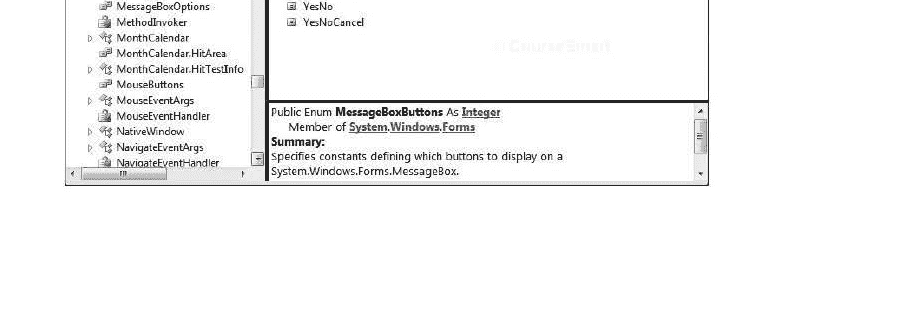 MessageBoxOptions
MethodInvoker
MonthCalendar
MonthCalendar.HitArea
MonthCalendar.HitTestInfo
MouseButtons
MouseEventArgs
MouseEventHandler
NativeWindow
NavigateEventArgs
NavigateEventHandler
YesNo
YesNoCancel
CourseSmart
Public Enum MessageBoxButtons As Integer
Member of System.Windows.Forms
Summary:
Specifies constants defining which buttons to display on a
System.Windows.Forms.MessageBox.